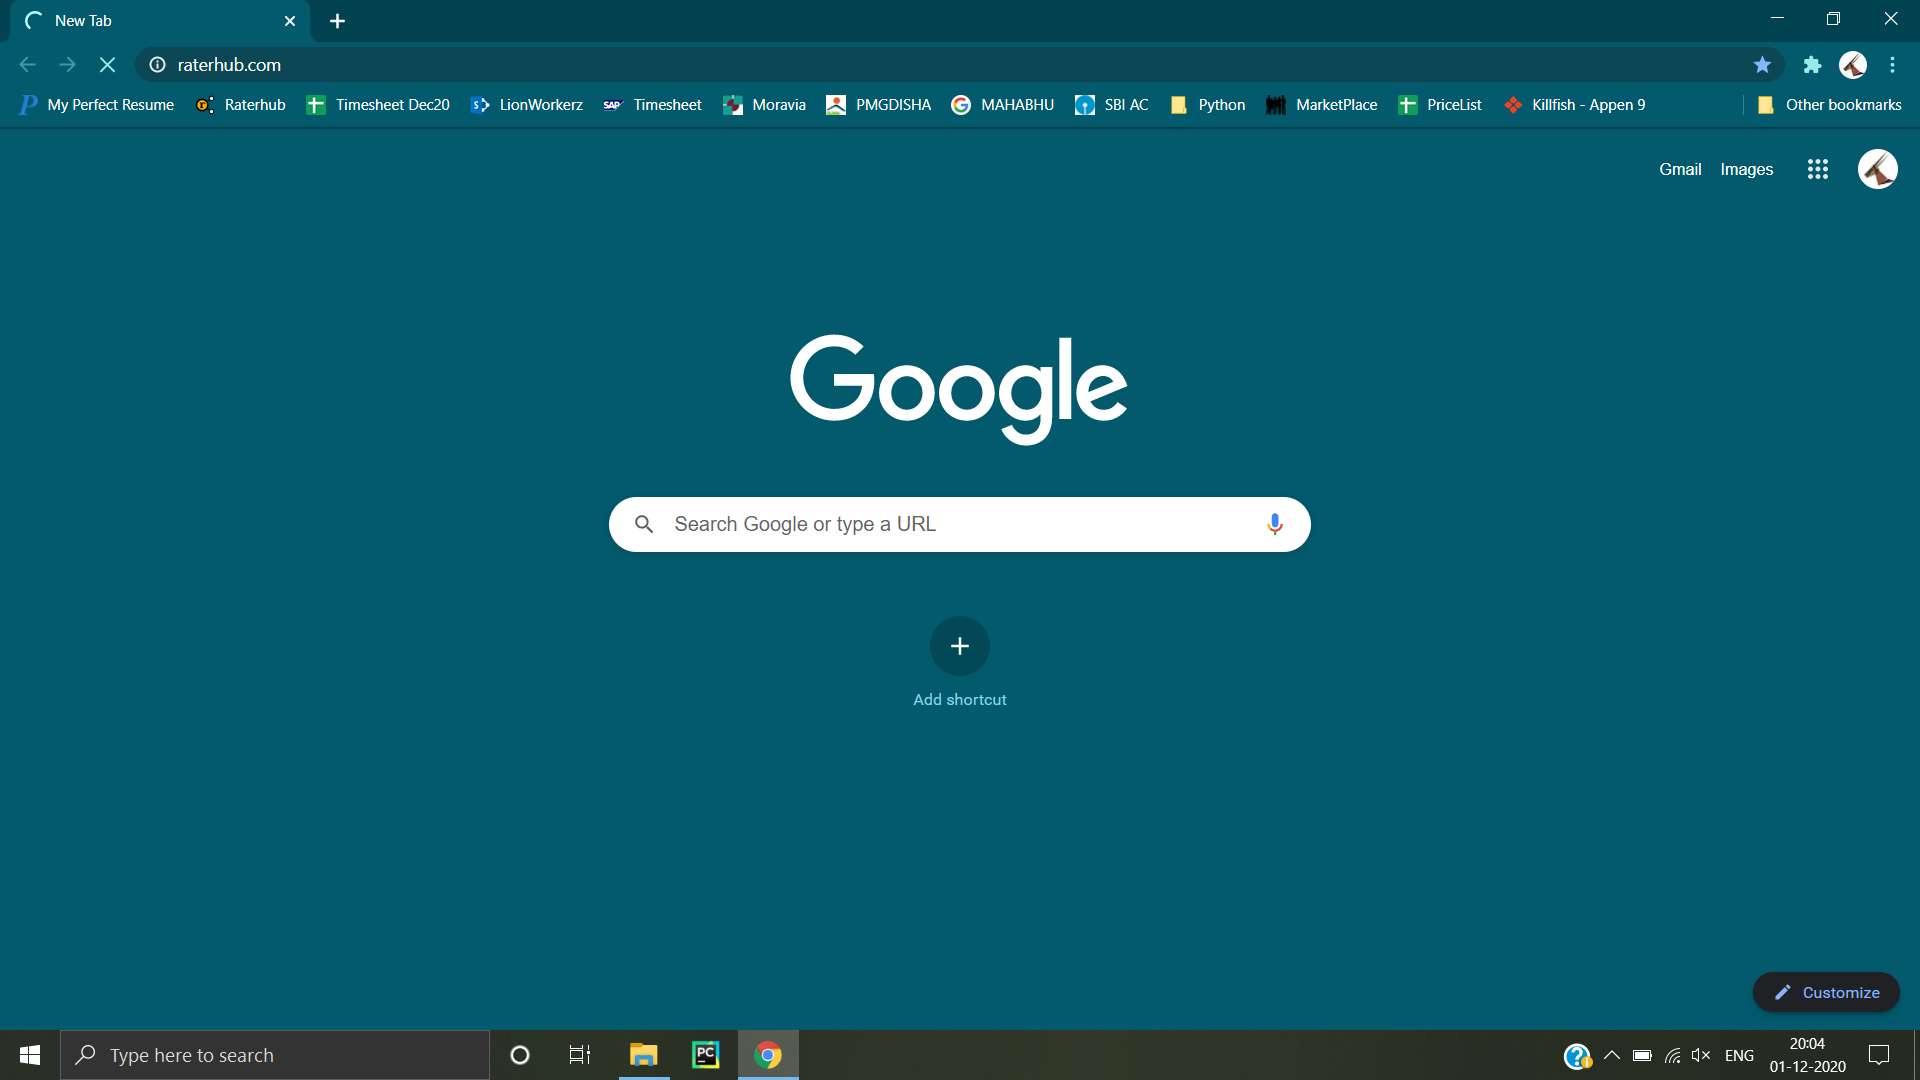 New Tab
raterhub.com
My Perfect Resume Raterhub Timesheet Dec20 LionWorkerz SAP Timesheet Moravia PMGDISHA MAHABHU SBI AC Python MarketPlace PriceList Killfish - Appen 9 Other bookmarks
Gmail Images
Google
Search Google or type a URL
Add shortcut
Customize
Type here to search
PC
ENG
20:04
01-12-2020